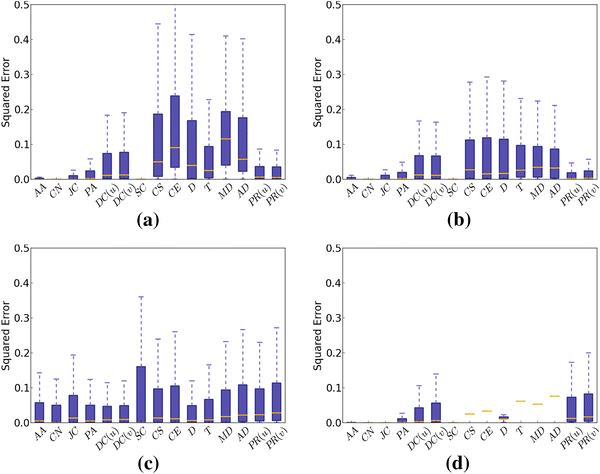 0.5 0.5
0.4 0.4
0.3 0.3
0.2 0.2
0.1 0.1
0.0 0.0
Squared Error Squared Error
AA CN JC PA DC(u) DC(v) SC CS CE D T MD AD PR(u) PR(v) AA CN JC PA DC(u) DC(v) SC CS CE D T MD AD PR(u) PR(v)
(a) (b)
0.5 0.5
0.4 0.4
0.3 0.3
0.2 0.2
0.1 0.1
0.0 0.0
Squared Error Squared Error
AA CN JC PA DC(u) DC(v) SC CS CE D T MD AD PR(u) PR(v) AA CN JC PA DC(u) DC(v) SC CS CE D T MD AD PR(u) PR(v)
(c) (d)